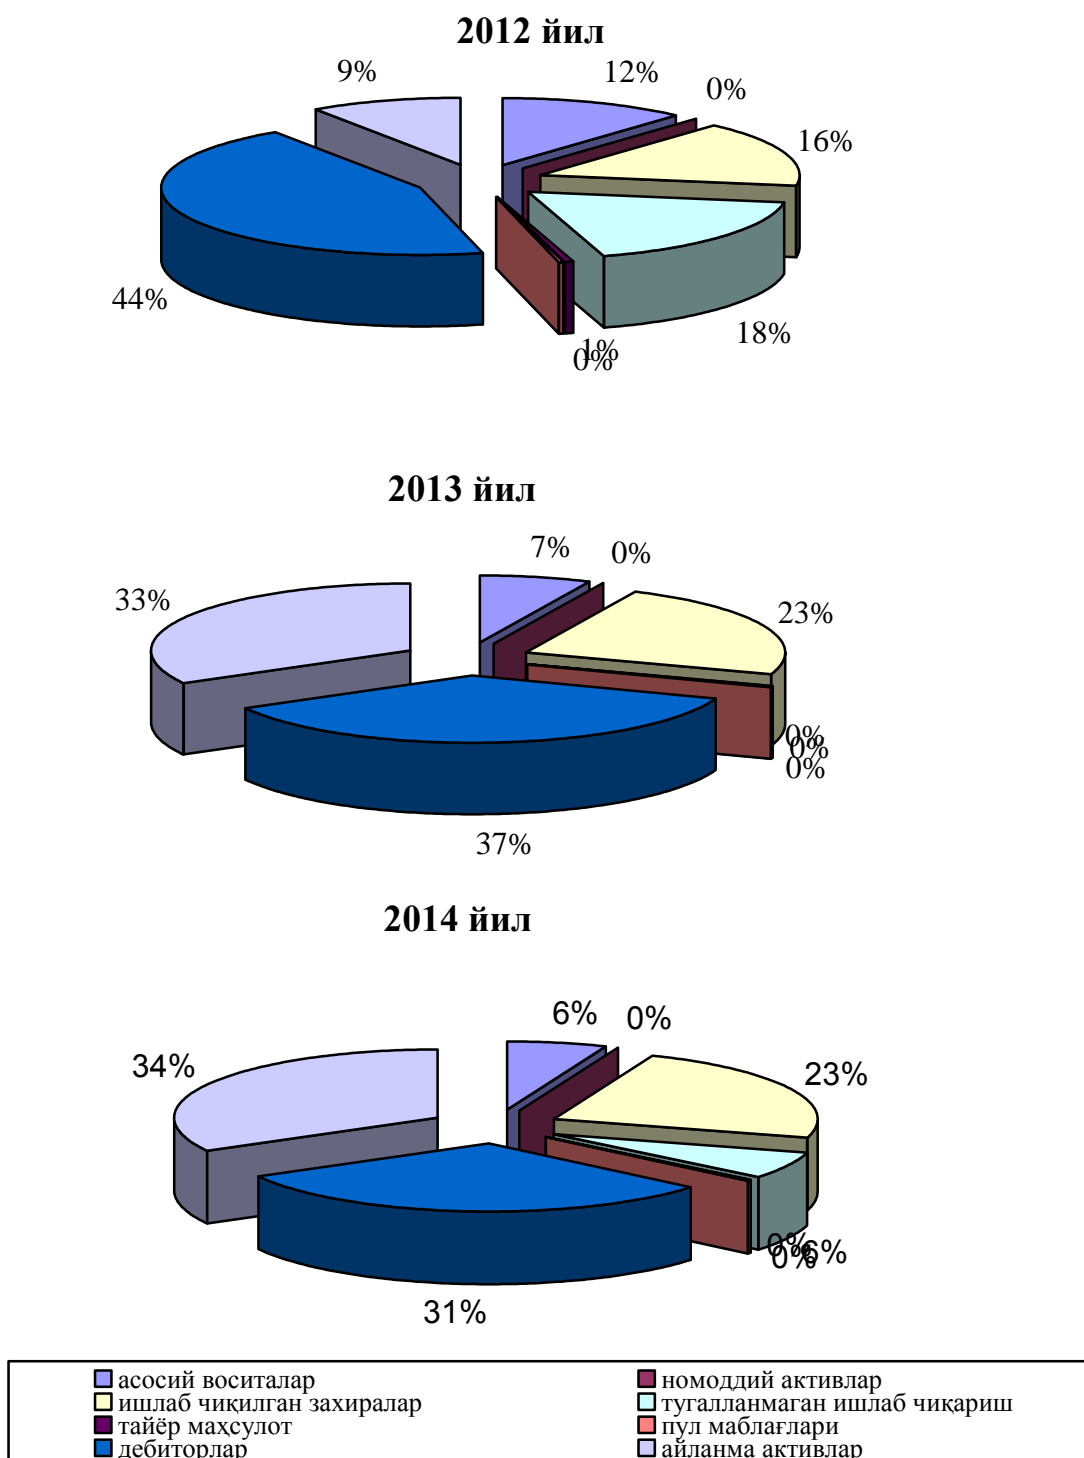 2012 йил
9%
12%
0%
16%
44%
18%
1%
0%
2013 йил
7%
0%
33%
23%
0%
0%
0%
37%
2014 йил
6%
0%
34%
23%
0%
6%
0%
31%
асосий воситалар
номоддий активлар
ишлаб чиқилган захиралар
тугалланмаган ишлаб чиқариш
тайёр маҳсулот
пул маблағлари
дебиторлар
айланма активлар